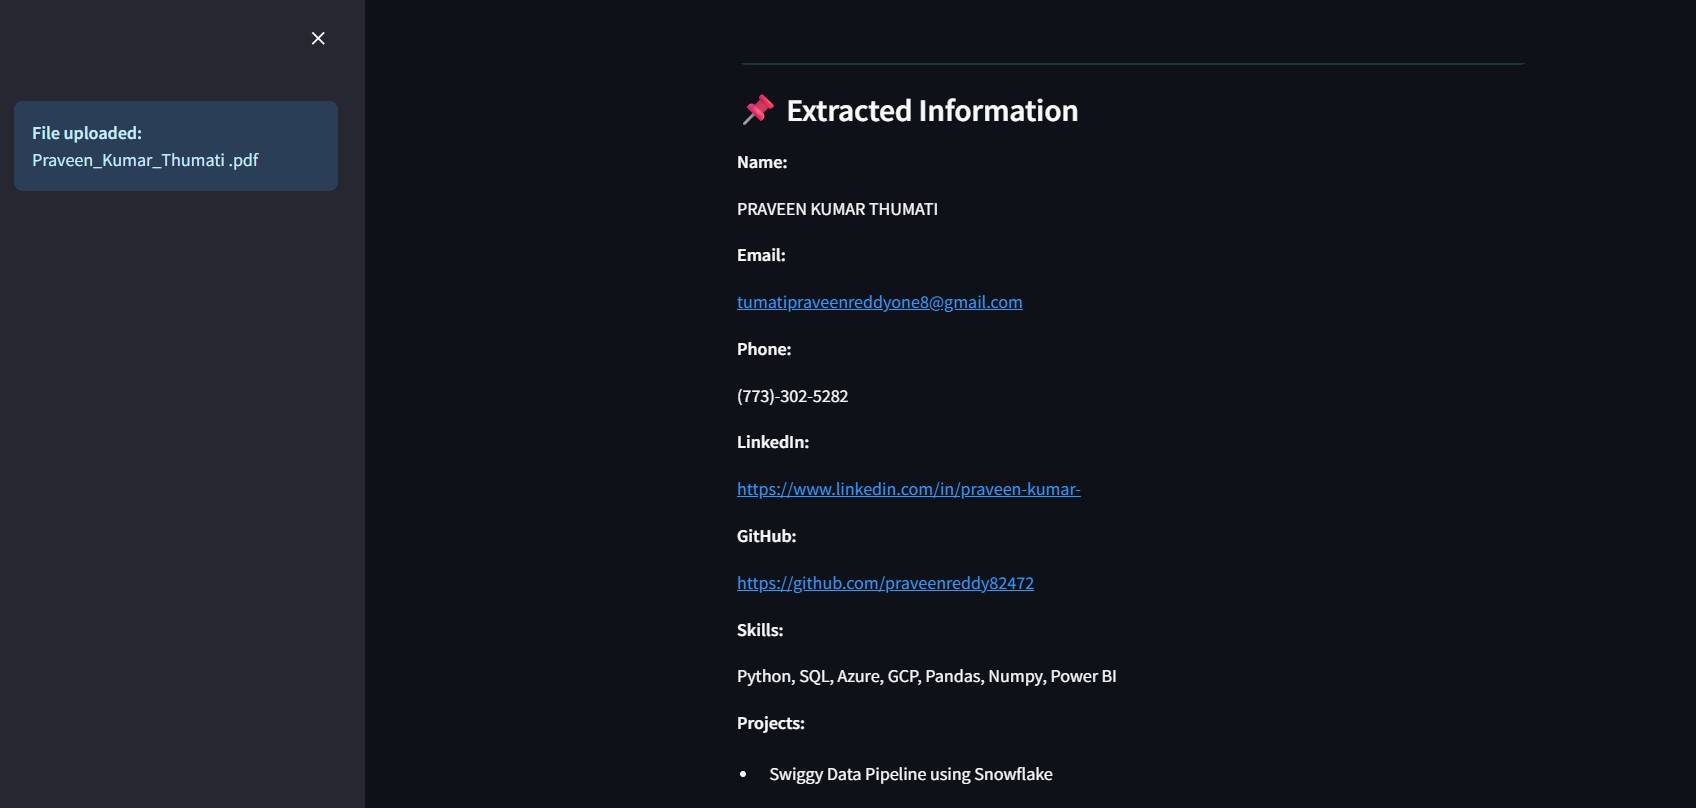 File uploaded:
Praveen_Kumar_Thumati .pdf
Extracted Information
Name:
PRAVEEN KUMAR THUMATI
Email:
tumatipraveenreddyone8@gmail.com
Phone:
(773)-302-5282
LinkedIn:
https://www.linkedin.com/in/praveen-kumar-
GitHub:
https://github.com/praveenreddy82472
Skills:
Python, SQL, Azure, GCP, Pandas, Numpy, Power BI
Projects:
• Swiggy Data Pipeline using Snowflake